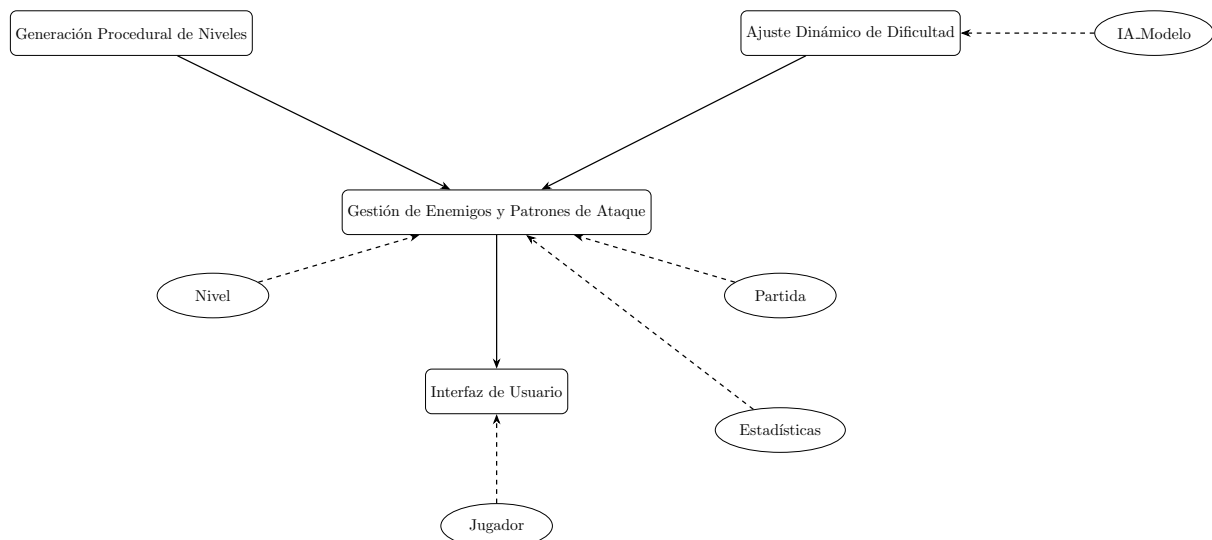 Generación Procedural de Niveles
Ajuste Dinámico de Dificultad
IA_Modelo
Gestión de Enemigos y Patrones de Ataque
Nivel
Partida
Interfaz de Usuario
Estadísticas
Jugador